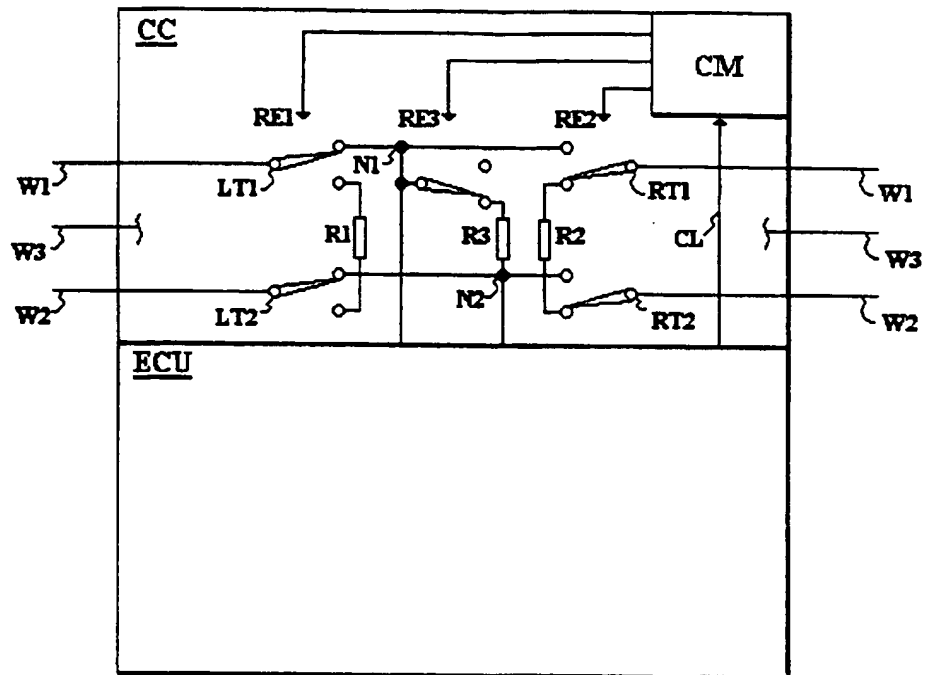 CC
CM
RE1 RE3 RE2
N1
W1 LT1 RT1 W1
R1 R3 R2 CL
W3 W3
N2
W2 LT2 RT2 W2
ECU